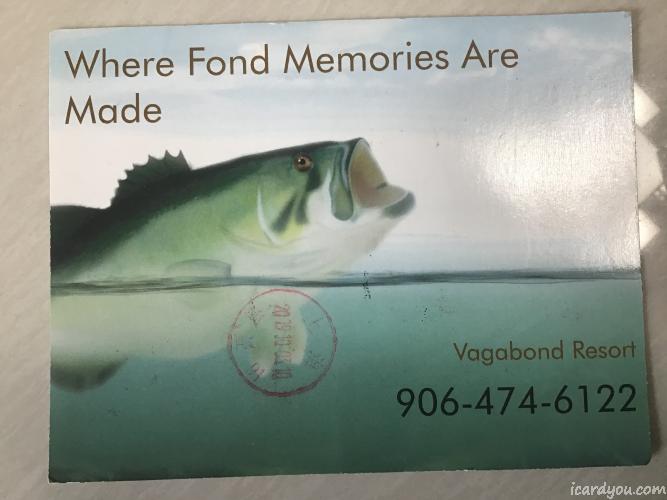 Where Fond Memories Are
Made
Vagabond Resort
906-474-6122
icardyou.com